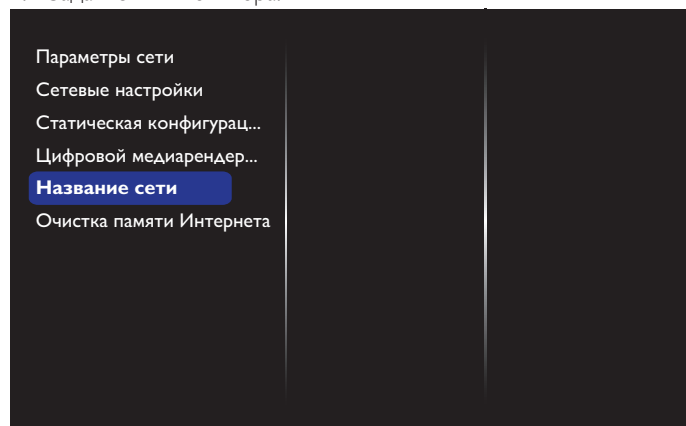 Параметры сети
Сетевые настройки
Статическая конфигурац...
Цифровой медиарендер...
Название сети
Очистка памяти Интернета